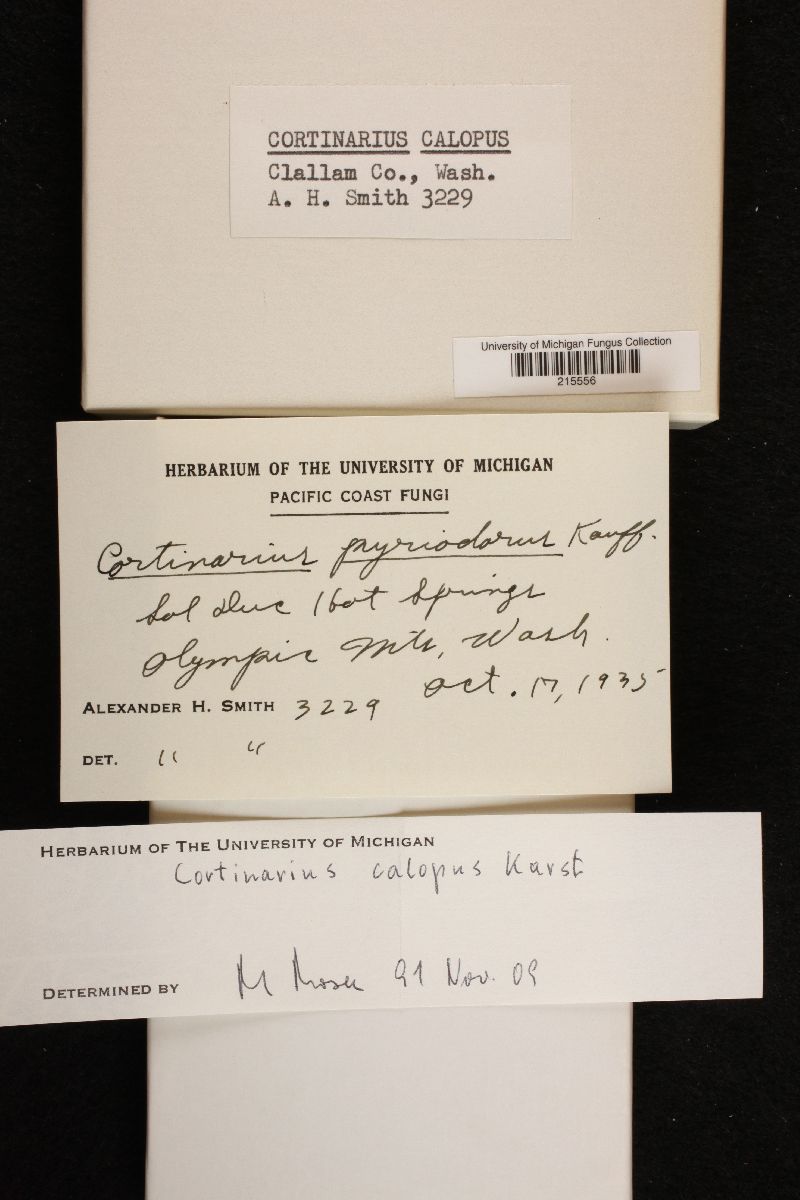 CORTINARIUS CALOPUS
Clallam Co., Wash.
A. H. Smith 3229
University of Michigan Fungus Collection
215556
HERBARIUM OF THE UNIVERSITY OF MICHIGAN
PACIFIC COAST FUNGI
Cortinarius pyriodorus Kauff.
Sol Duc Hot Springs
Olympic Mts, Wash.
Oct. 17, 1935
ALEXANDER H. SMITH 3229
DET. " "
HERBARIUM OF THE UNIVERSITY OF MICHIGAN
Cortinarius calopus Karst
DETERMINED BY M Moser 91 Nov. 09